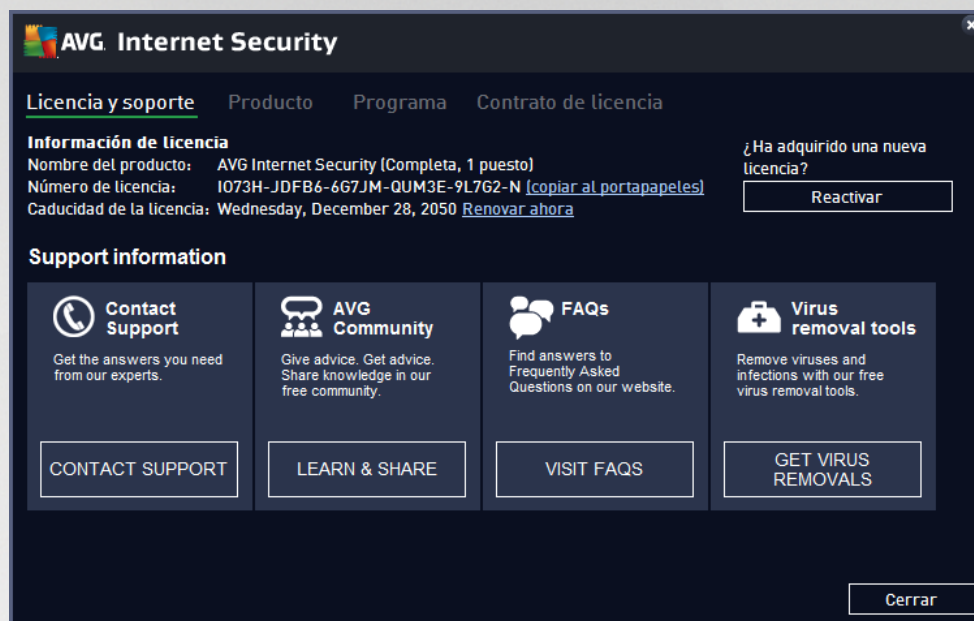 AVG Internet Security
Licencia y soporte Producto Programa Contrato de licencia
Información de licencia
Nombre del producto: AVG Internet Security (Completa, 1 puesto)
Número de licencia: IO73H-JDFB6-6G7JM-QUM3E-9L7G2-N (copiar al portapapeles)
Caducidad de la licencia: Wednesday, December 28, 2050 Renovar ahora
¿Ha adquirido una nueva
licencia?
Reactivar
Support information
Contact
Support
Get the answers you need
from our experts.
CONTACT SUPPORT
AVG
Community
Give advice. Get advice.
Share knowledge in our
free community.
LEARN & SHARE
FAQs
Find answers to
Frequently Asked
Questions on our website.
VISIT FAQS
Virus
removal tools
Remove viruses and
infections with our free
virus removal tools.
GET VIRUS
REMOVALS
Cerrar